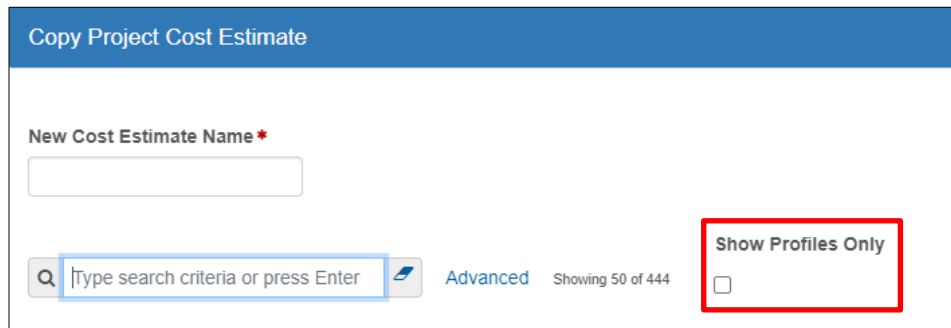 Copy Project Cost Estimate
New Cost Estimate Name*
Show Profiles Only
Type search criteria or press Enter Advanced Showing 50 of 444